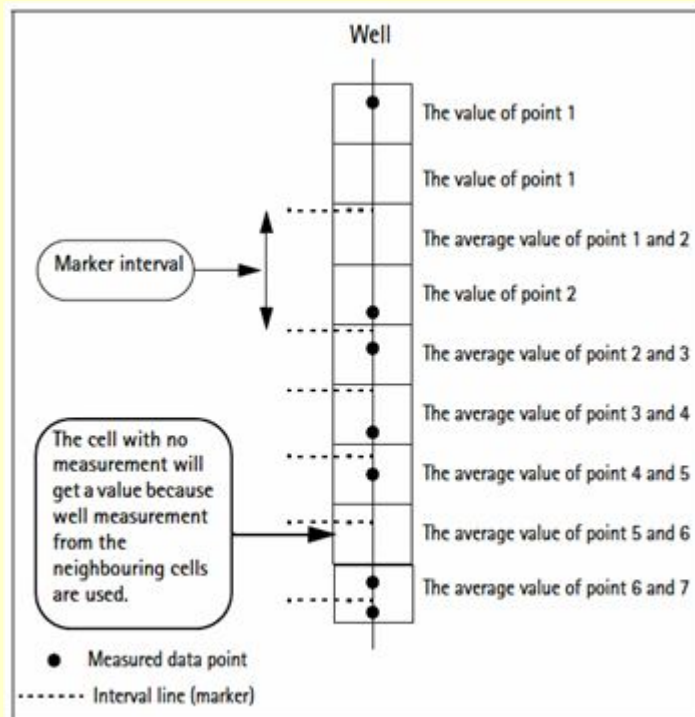 Well
The value of point 1
The value of point 1
The average value of point 1 and 2
Marker interval
The value of point 2
The average value of point 2 and 3
The average value of point 3 and 4
The cell with no
measurement will
get a value because
well measurement
from the
neighbouring cells
are used.
The average value of point 4 and 5
The average value of point 5 and 6
The average value of point 6 and 7
Measured data point
Interval line (marker)